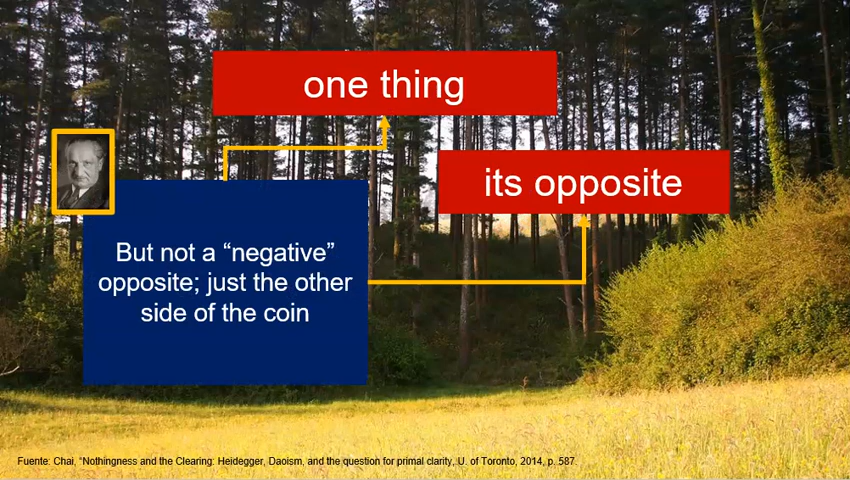 one thing
its opposite
But not a “negative”
opposite; just the other
side of the coin
Fuente: Chai, “Nothingness and the Clearing: Heidegger, Daoism, and the question for primal clarity, U. of Toronto, 2014, p. 587.